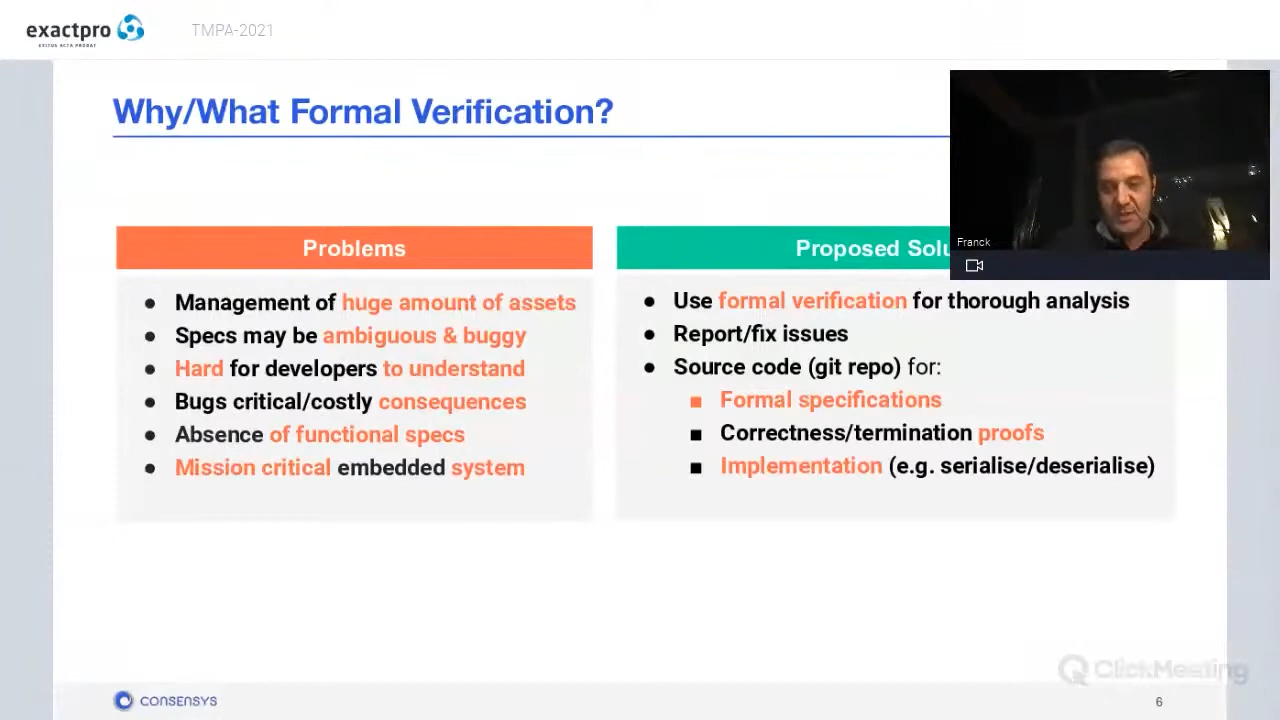 exactpro
EXITUS ACTA PROBAT
TMPA-2021
Why/What Formal Verification?
Franck
Problems
● Management of huge amount of assets
● Specs may be ambiguous & buggy
● Hard for developers to understand
● Bugs critical/costly consequences
● Absence of functional specs
● Mission critical embedded system
Proposed Solu
● Use formal verification for thorough analysis
● Report/fix issues
● Source code (git repo) for:
■ Formal specifications
■ Correctness/termination proofs
■ Implementation (e.g. serialise/deserialise)
ClickMeeting
CONSENSYS
6